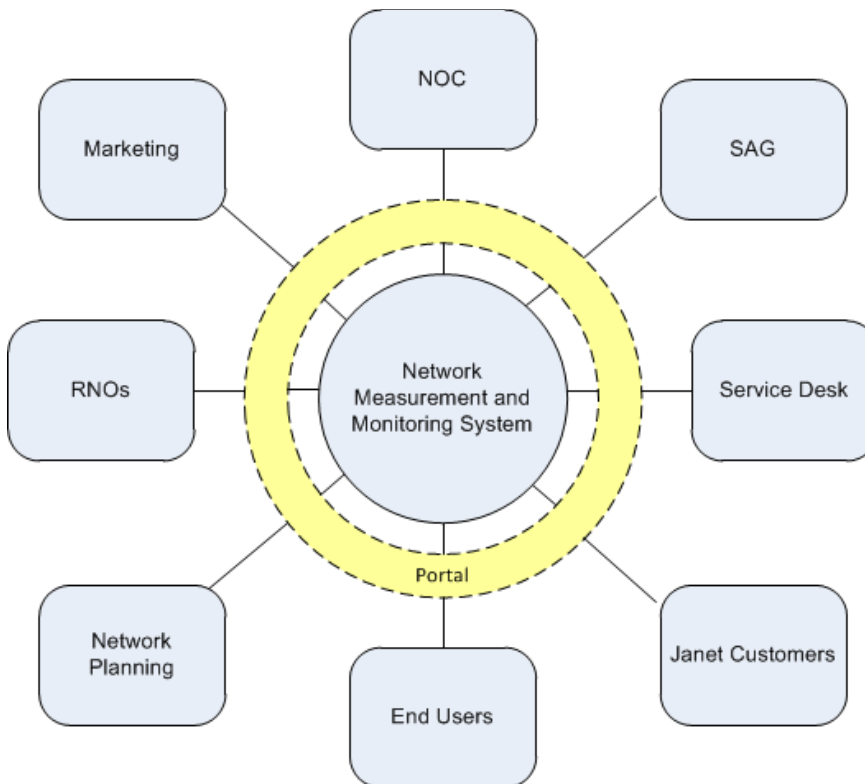 NOC
Marketing
SAG
RNOs
Network
Measurement and
Monitoring System
Service Desk
Portal
Network
Planning
Janet Customers
End Users